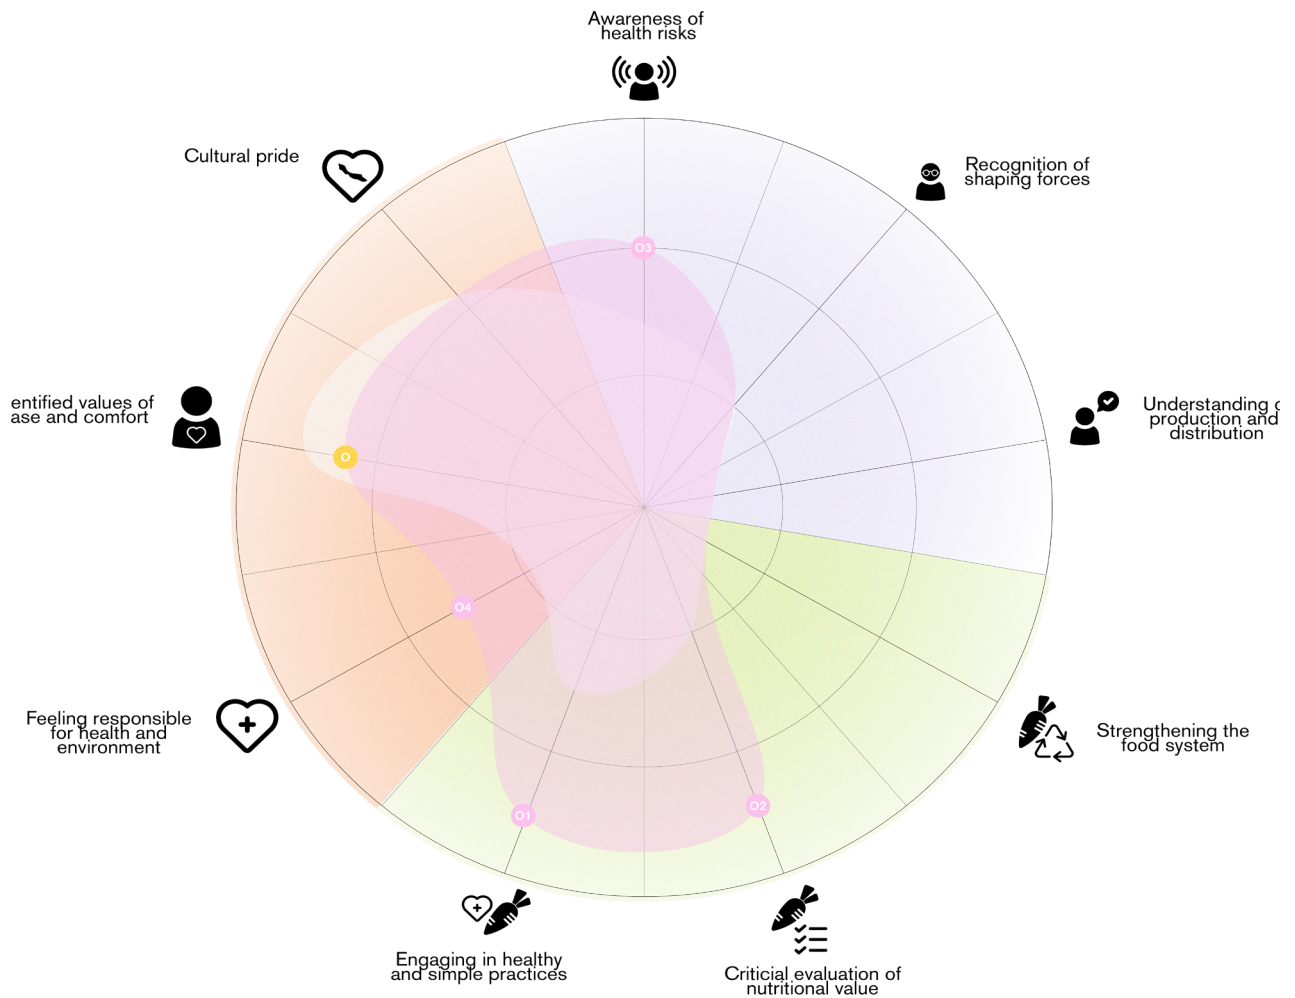 Awareness of
health risks
Cultural pride
Recognition of
shaping forces
O3
entified values of
ase and comfort
Understanding
production and
distribution
O
O4
Feeling responsible
for health and
environment
Strengthening the
food system
O1
O2
Engaging in healthy
and simple practices
Criticial evaluation of
nutritional value